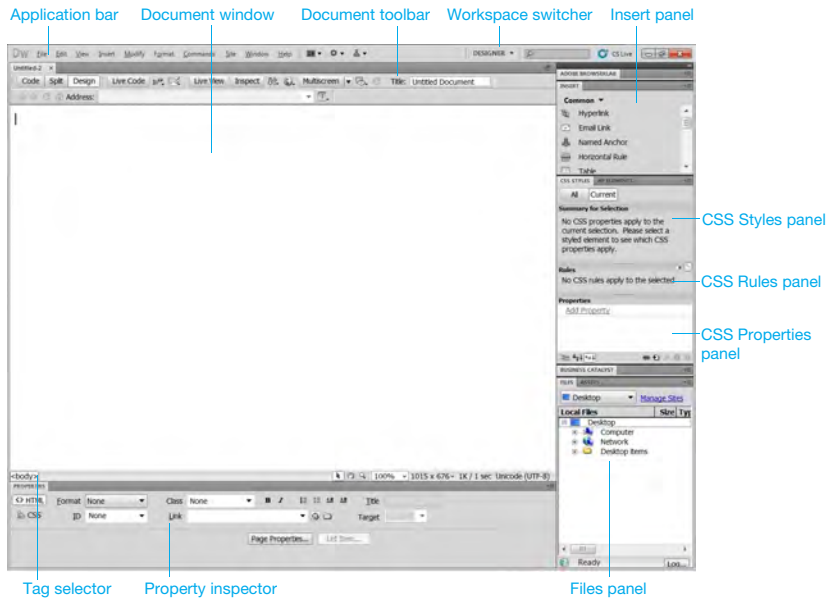 Application bar Document window Document toolbar Workspace switcher Insert panel
DW File Edit View Insert Modify Format Commands Site Window Help DESIGNER CS Live
Untitled-2 ×
Code Split Design Live Code Live View Inspect Multiscreen Title: Untitled Document
Address:
ADOBE BROWSERLAB
INSERT
Common
Hyperlink
Email Link
Named Anchor
Horizontal Rule
Table
CSS STYLES
All Current
Summary for Selection
No CSS properties apply to the
current selection. Please select a
styled element to see which CSS
properties apply.
CSS Styles panel
Rules
No CSS rules apply to the selected
CSS Rules panel
Properties
Add Property
CSS Properties
panel
BUSINESS CATALYST
FILES ASSETS
Desktop Manage Sites
Local Files Size Typ
Desktop
Computer
Network
Desktop items
<body> 100% 1015 x 676 1K / 1 sec Unicode (UTF-8)
PROPERTIES
<> HTML Format None Class None B I Title
CSS ID None Link Target
Page Properties... List Item...
Ready Log...
Tag selector Property inspector Files panel